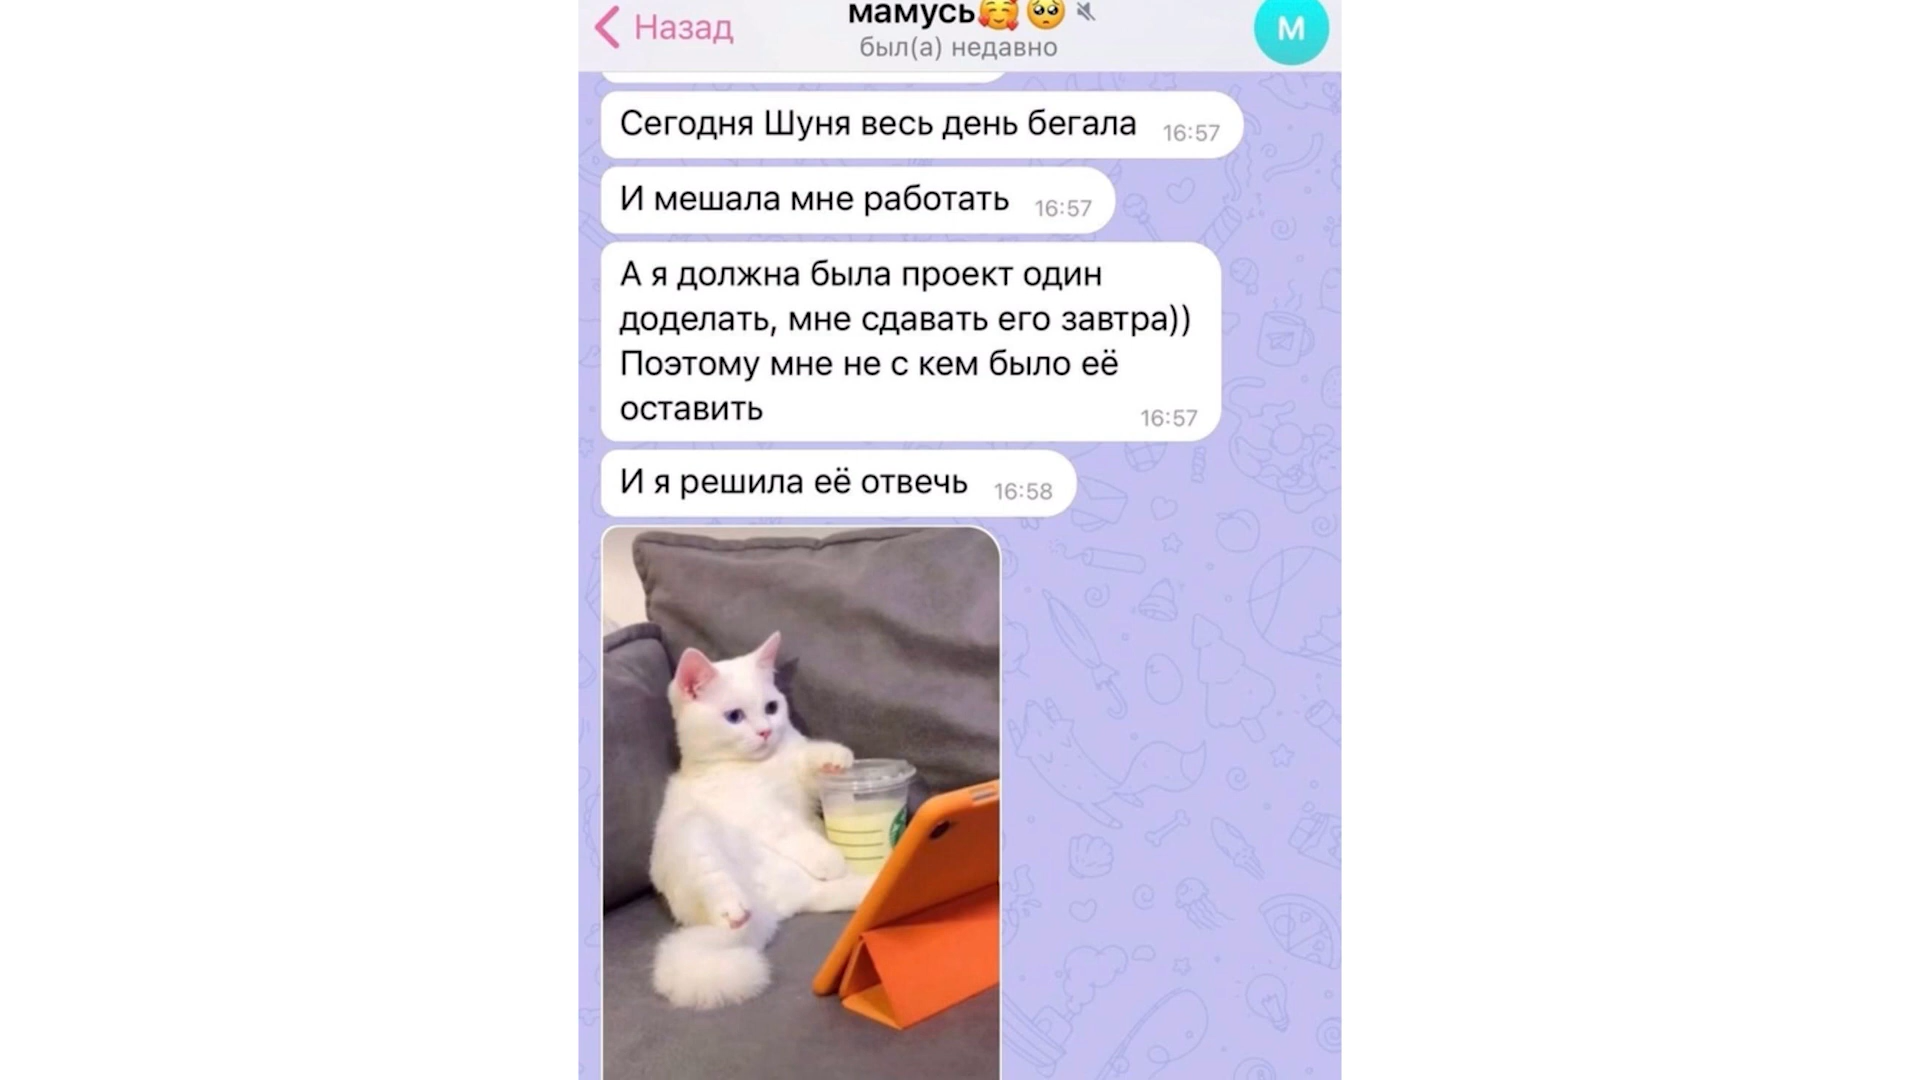 Назад
мамусь🥰🥺
был(а) недавно
М
Сегодня Шуня весь день бегала 16:57
И мешала мне работать 16:57
А я должна была проект один
доделать, мне сдавать его завтра))
Поэтому мне не с кем было её
оставить 16:57
И я решила её отвечь 16:58